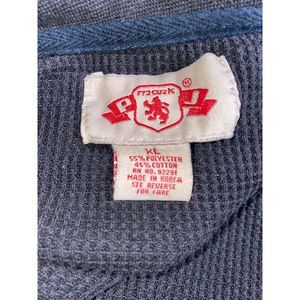 ®
P J
mark
XL
55% POLYESTER
45% COTTON
RN NO. 92291
MADE IN KOREA
SEE REVERSE
FOR CARE